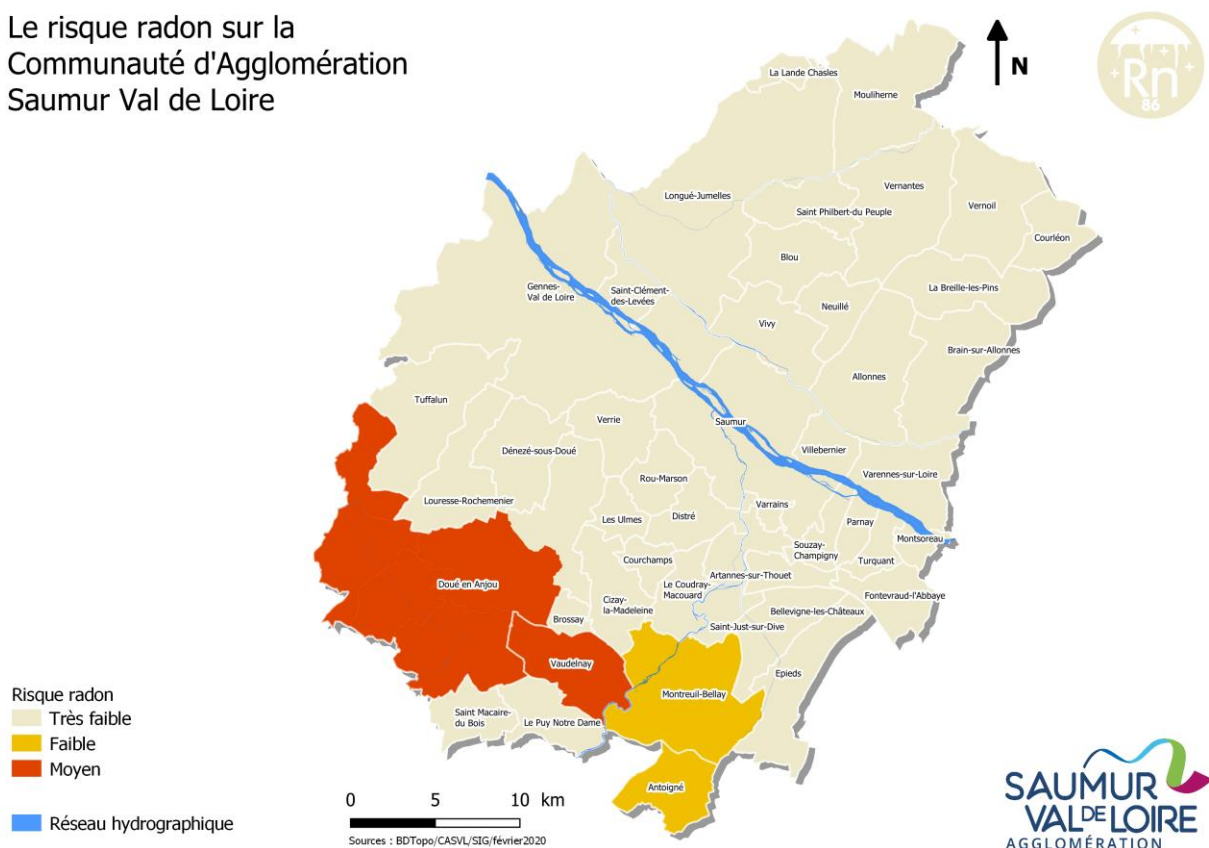 Le risque radon sur la
Communauté d'Agglomération
Saumur Val de Loire
N
Rn
86
La Lande Chasles
Mouliherne
Longué-Jumelles
Vernantes
Saint Philbert-du Peuple
Vernoil
Courléon
Blou
La Breille-les-Pins
Gennes-
Val de Loire
Saint-Clément-
des-Levées
Neuillé
Vivy
Brain-sur-Allonnes
Allonnes
Tuffalun
Verrie
Saumur
Dénezé-sous-Doué
Villebernier
Varennes-sur-Loire
Rou-Marson
Louresse-Rochemenier
Varrains
Les Ulmes
Distré
Parnay
Montsoreau
Souzay-
Champigny
Turquant
Courchamps
Artannes-sur-Thouet
Doué en Anjou
Le Coudray-
Macouard
Fontevraud-l'Abbaye
Cizay-
la-Madeleine
Bellevigne-les-Châteaux
Brossay
Saint-Just-sur-Dive
Vaudelnay
Epieds
Montreuil-Bellay
Saint Macaire-
du Bois
Le Puy Notre Dame
Antoigné
Risque radon
Très faible
Faible
Moyen
Réseau hydrographique
0 5 10 km
Sources : BDTopo/CASVL/SIG/février2020
SAUMUR
VAL DE LOIRE
AGGLOMÉRATION